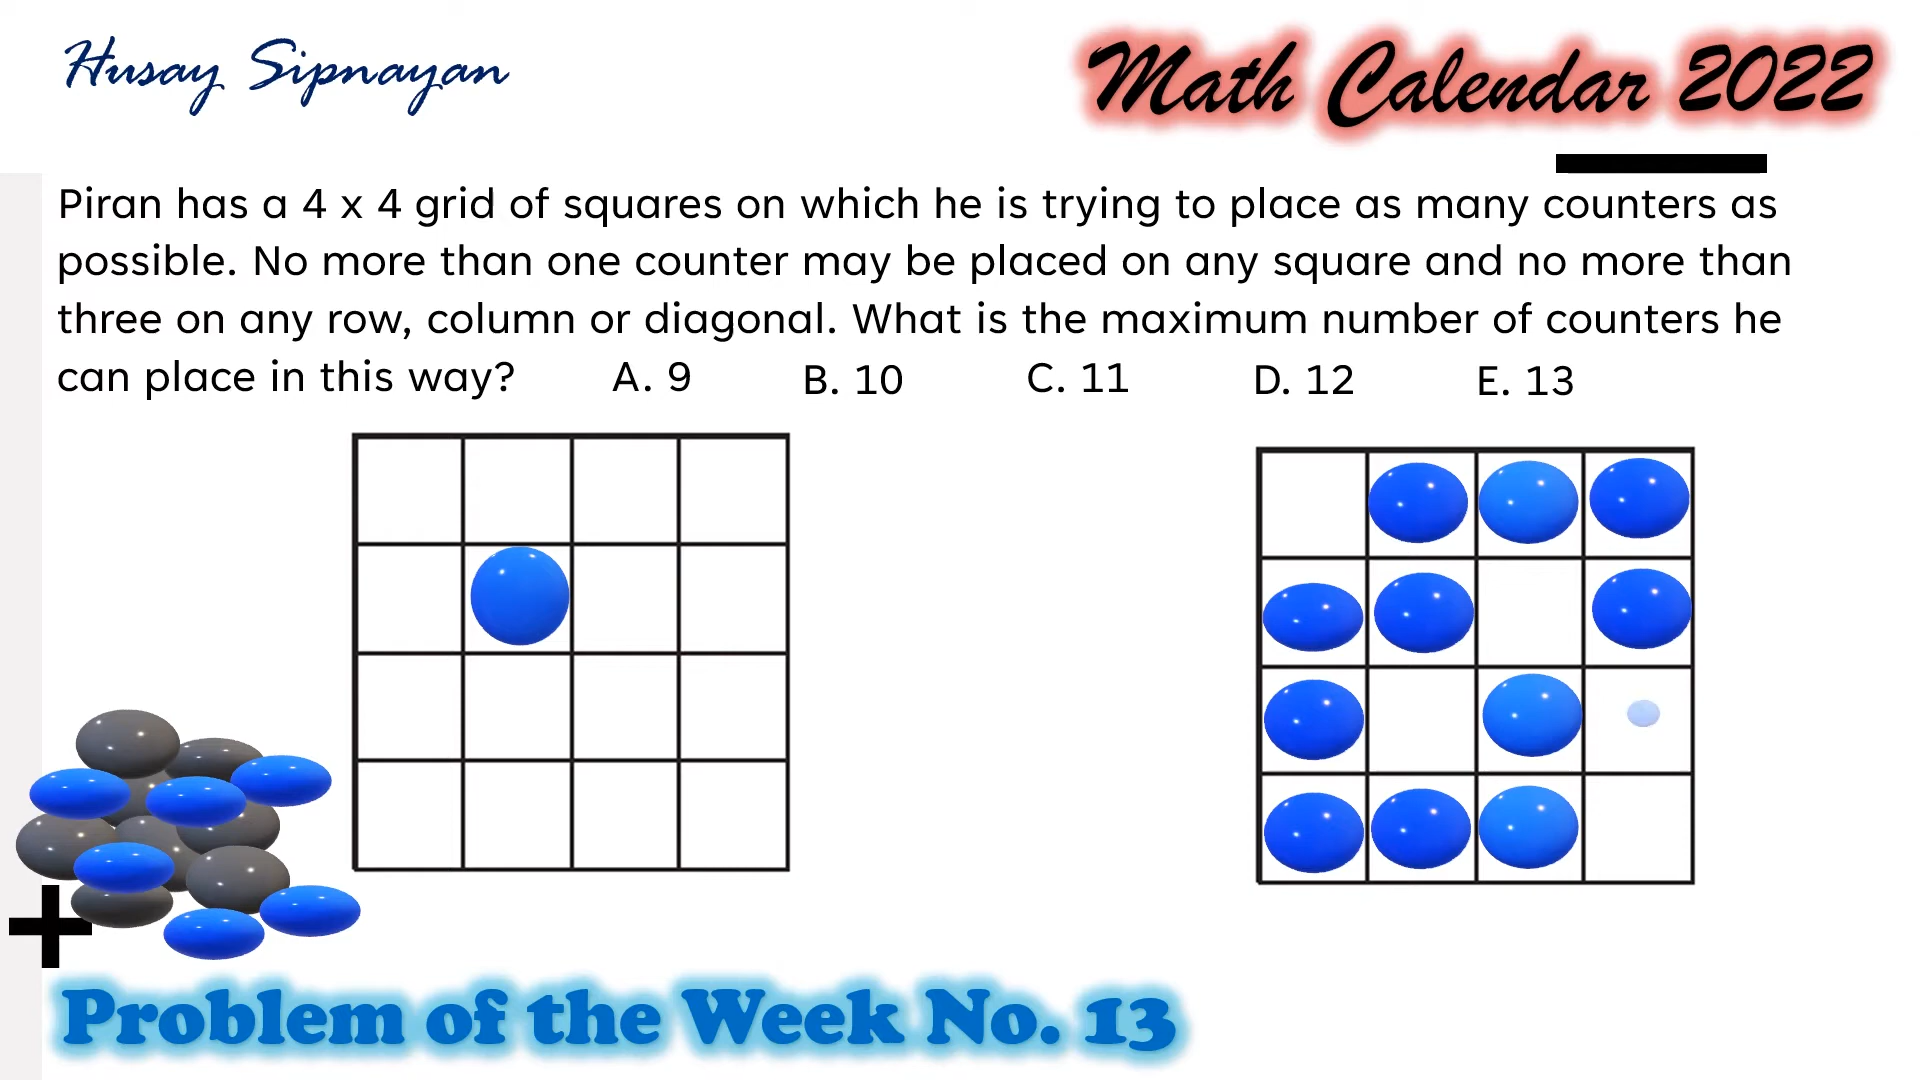 Husay Sipnayan
Math Calendar 2022
Piran has a 4 x 4 grid of squares on which he is trying to place as many counters as
possible. No more than one counter may be placed on any square and no more than
three on any row, column or diagonal. What is the maximum number of counters he
can place in this way? A. 9 B. 10 C. 11 D. 12 E. 13
Problem of the Week No. 13